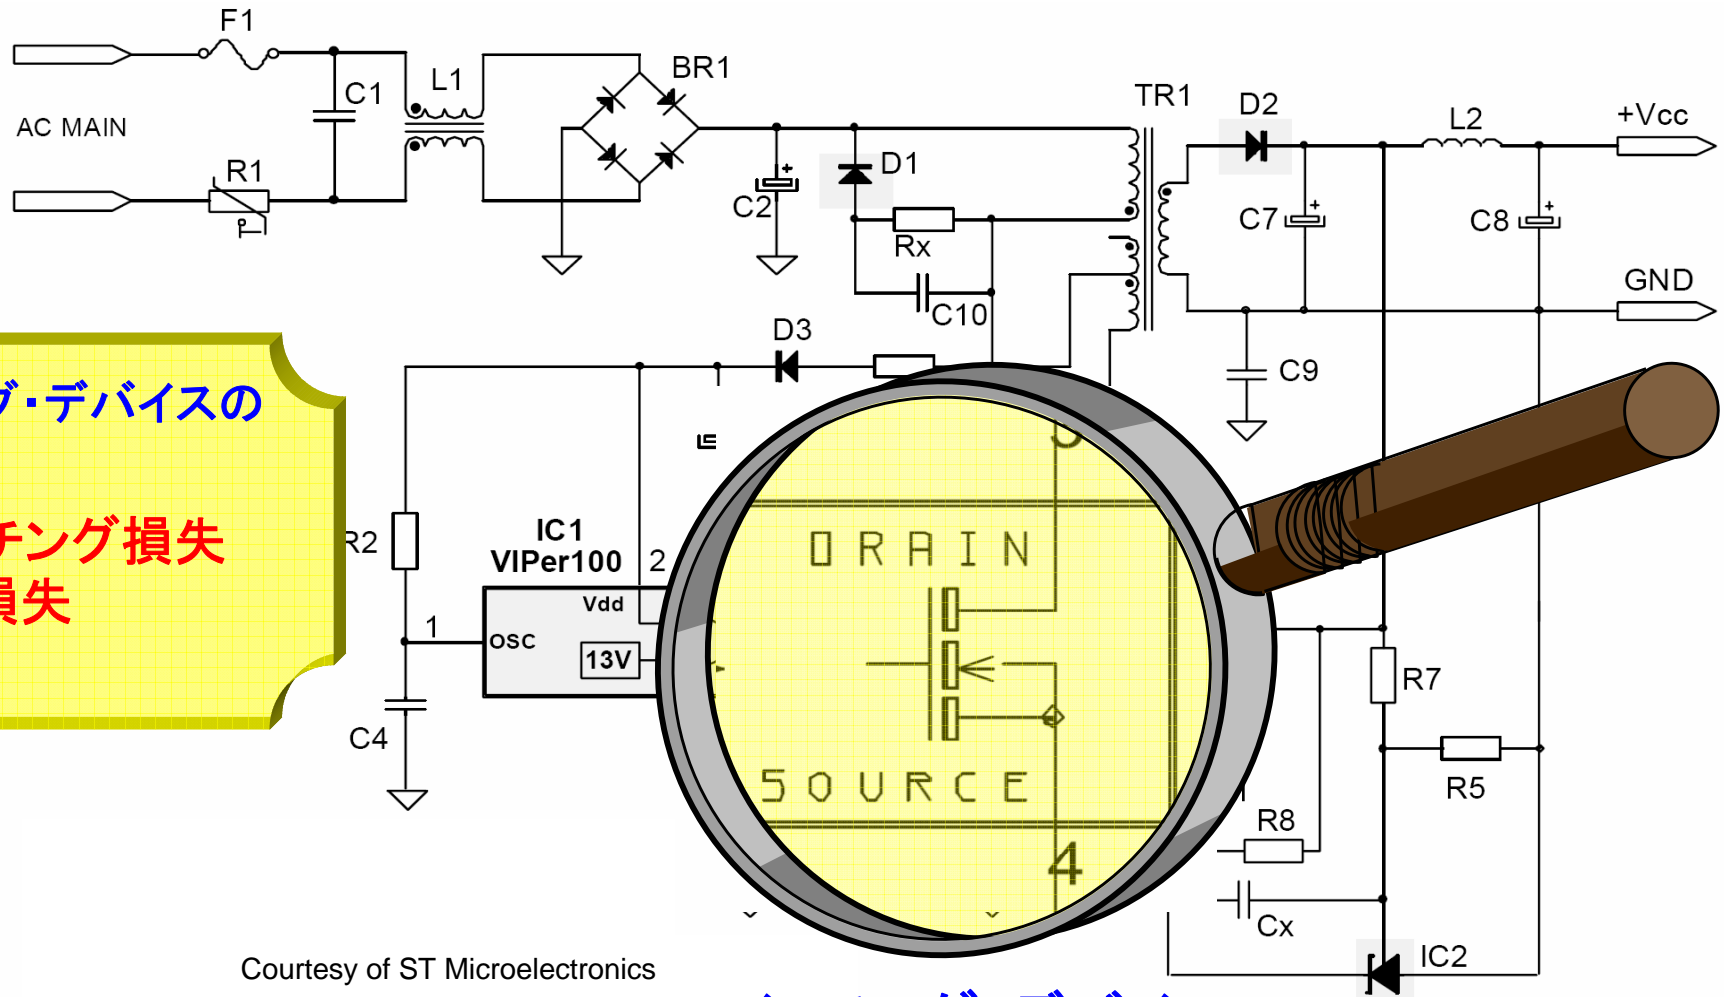 F1
C1
L1
BR1
AC MAIN
R1
C2
D1
Rx
C10
TR1
D2
L2
+Vcc
C7
C8
GND
C9
D3
デバイスの
チング損失
損失
R2
IC1
VIPer100
2
Vdd
1
OSC
13V
C4
DRAIN
SOURCE
4
R7
R5
R8
Cx
IC2
Courtesy of ST Microelectronics